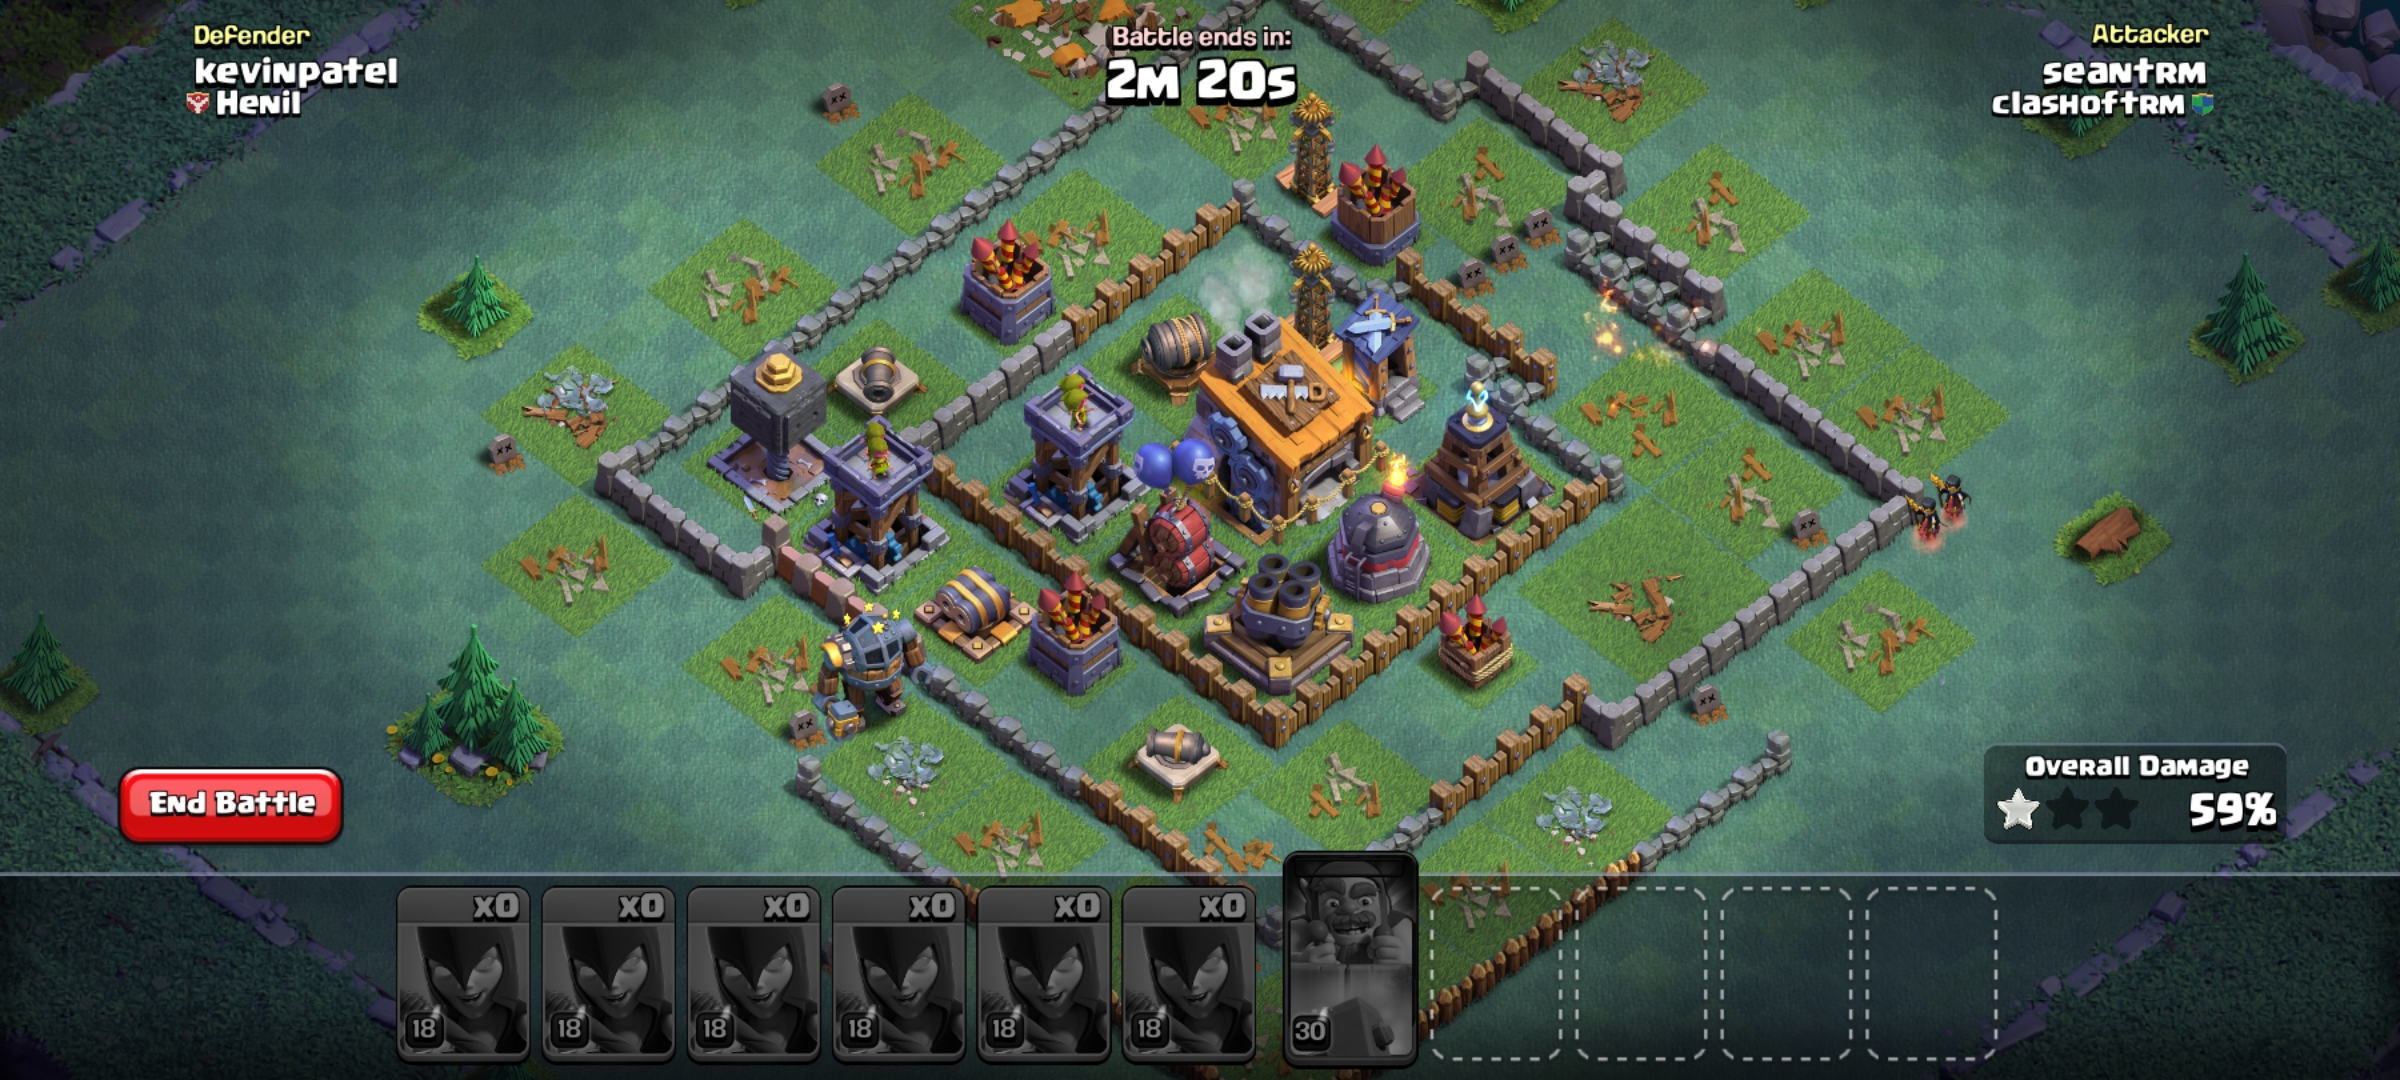 Defender
kevinpatel
Henil
Battle ends in:
2M 20s
Attacker
seantrm
clashoftrm
End Battle
Overall Damage
59%
x0 x0 x0 x0 x0 x0
18 18 18 18 18 18 30